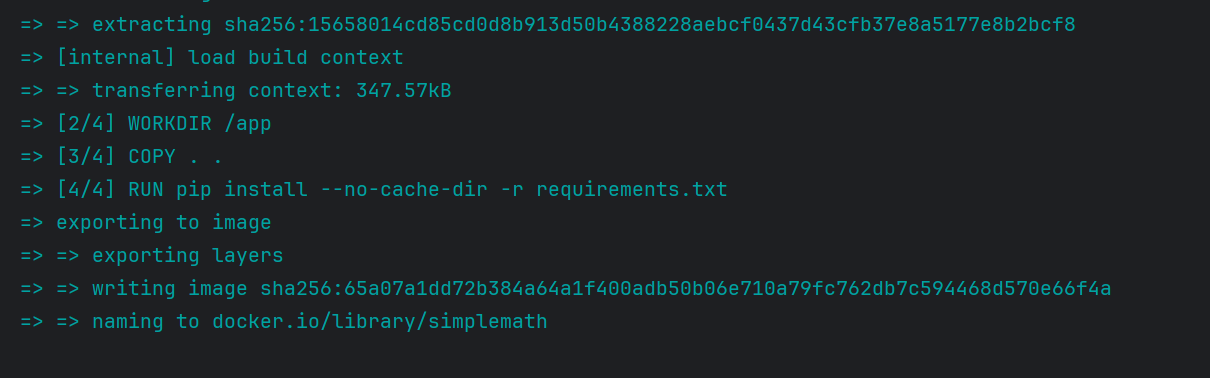 => => extracting sha256:15658014cd85cd0d8b913d50b4388228aebcf0437d43cfb37e8a5177e8b2bcf8
=> [internal] load build context
=> => transferring context: 347.57kB
=> [2/4] WORKDIR /app
=> [3/4] COPY . .
=> [4/4] RUN pip install --no-cache-dir -r requirements.txt
=> exporting to image
=> => exporting layers
=> => writing image sha256:65a07a1dd72b384a64a1f400adb50b06e710a79fc762db7c594468d570e66f4a
=> => naming to docker.io/library/simplemath